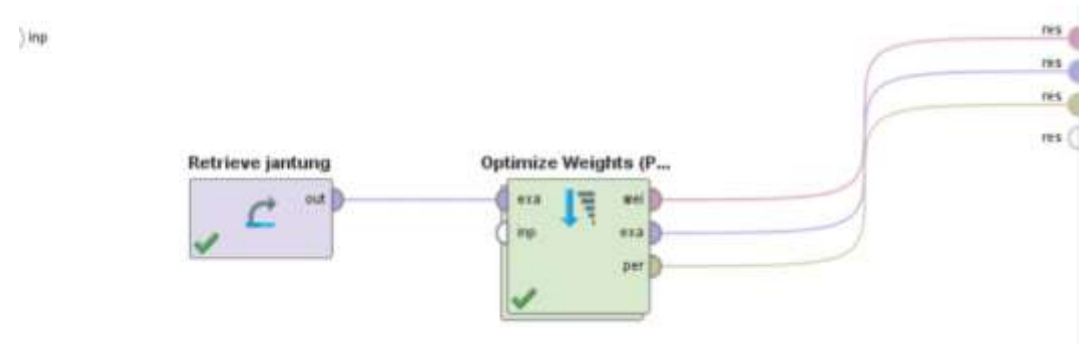 inp
res
res
res
res
Retrieve jantung
out
Optimize Weights (P...
exa
inp
wei
exa
per